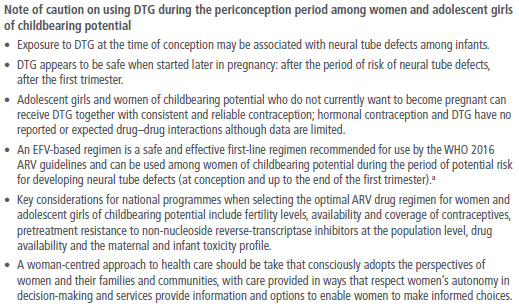 Note of caution on using DTG during the periconception period among women and adolescent girls
of childbearing potential
• Exposure to DTG at the time of conception may be associated with neural tube defects among infants.
• DTG appears to be safe when started later in pregnancy: after the period of risk of neural tube defects,
after the first trimester.
• Adolescent girls and women of childbearing potential who do not currently want to become pregnant can
receive DTG together with consistent and reliable contraception; hormonal contraception and DTG have no
reported or expected drug–drug interactions although data are limited.
• An EFV-based regimen is a safe and effective first-line regimen recommended for use by the WHO 2016
ARV guidelines and can be used among women of childbearing potential during the period of potential risk
for developing neural tube defects (at conception and up to the end of the first trimester).ª
• Key considerations for national programmes when selecting the optimal ARV drug regimen for women and
adolescent girls of childbearing potential include fertility levels, availability and coverage of contraceptives,
pretreatment resistance to non-nucleoside reverse-transcriptase inhibitors at the population level, drug
availability and the maternal and infant toxicity profile.
• A woman-centred approach to health care should be take that consciously adopts the perspectives of
women and their families and communities, with care provided in ways that respect women's autonomy in
decision-making and services provide information and options to enable women to make informed choices.